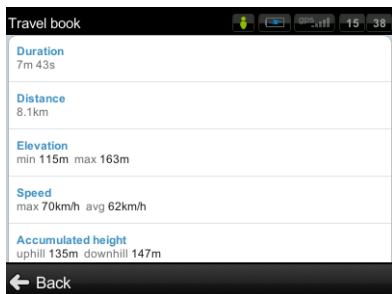 Travel book
GPS 15 38
Duration
7m 43s
Distance
8.1km
Elevation
min 115m max 163m
Speed
max 70km/h avg 62km/h
Accumulated height
uphill 135m downhill 147m
Back